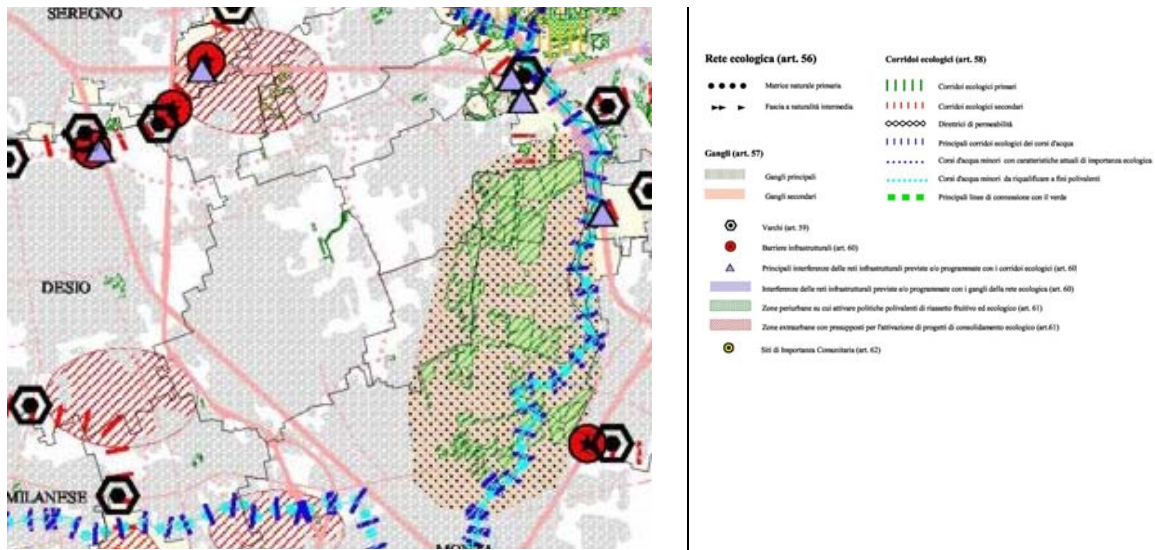 SEREGNO
DESIO
MILANESE
MONZA
Rete ecologica (art. 56)
Matrice naturale primaria
Fascia a naturalità intermedia
Gangli (art. 57)
Gangli principali
Gangli secondari
Varchi (art. 59)
Barriere infrastrutturali (art. 60)
Principali interferenze delle reti infrastrutturali previste e/o programmate con i corridoi ecologici (art. 60
Interferenze delle reti infrastrutturali previste e/o programmate con i gangli della rete ecologica (art. 60)
Zone periurbane su cui attivare politiche polivalenti di riassetto fruitivo ed ecologico (art. 61)
Zone extraurbane con presupposti per l'attivazione di progetti di consolidamento ecologico (art.61)
Siti di Importanza Comunitaria (art. 62)
Corridoi ecologici (art. 58)
Corridoi ecologici primari
Corridoi ecologici secondari
Direttrici di permeabilità
Principali corridoi ecologici dei corsi d'acqua
Corsi d'acqua minori con caratteristiche attuali di importanza ecologica
Corsi d'acqua minori da riqualificare a fini polivalenti
Principali linee di connessione con il verde